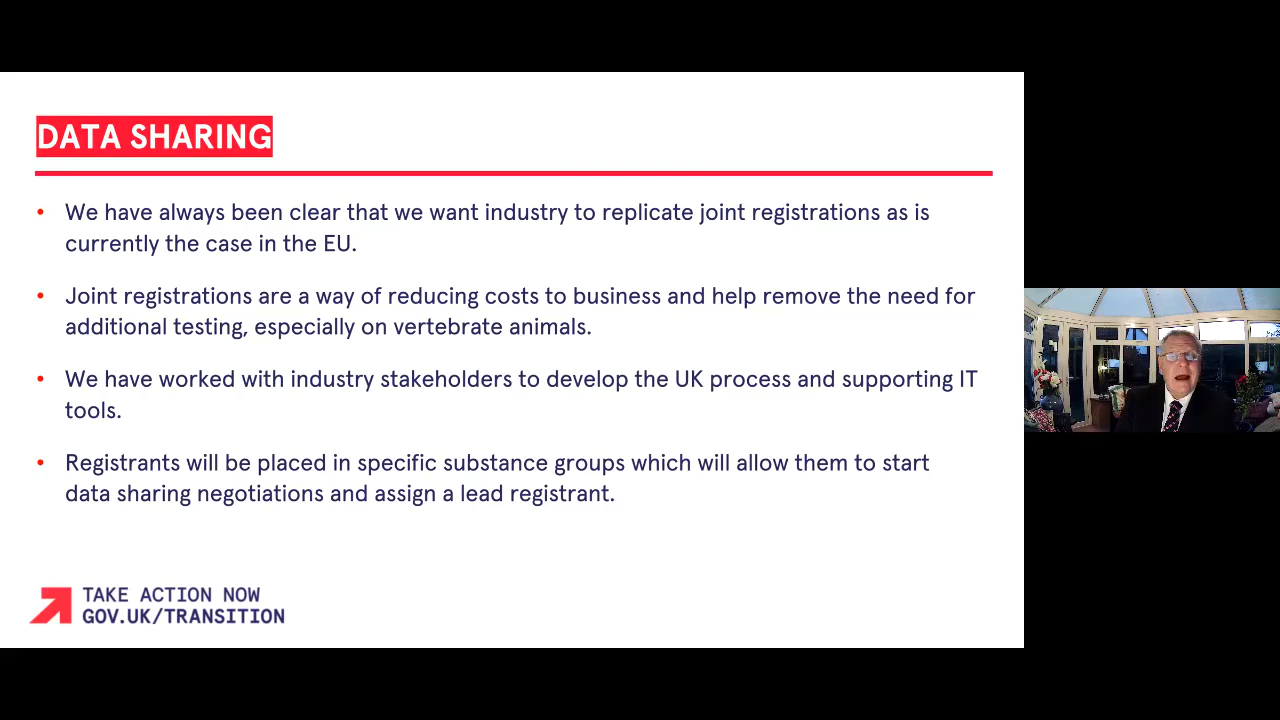 DATA SHARING
• We have always been clear that we want industry to replicate joint registrations as is
currently the case in the EU.
• Joint registrations are a way of reducing costs to business and help remove the need for
additional testing, especially on vertebrate animals.
• We have worked with industry stakeholders to develop the UK process and supporting IT
tools.
• Registrants will be placed in specific substance groups which will allow them to start
data sharing negotiations and assign a lead registrant.
TAKE ACTION NOW
GOV.UK/TRANSITION